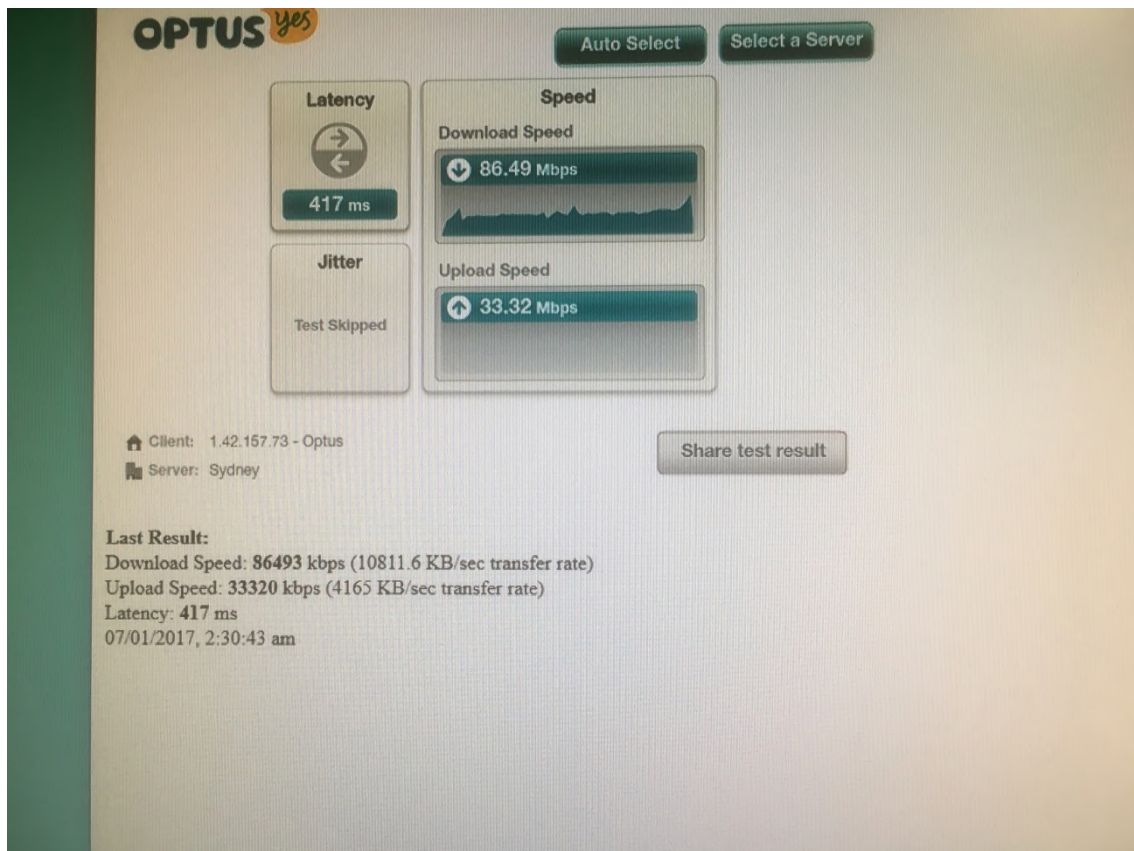 OPTUS yes
Auto Select
Select a Server
Latency
417 ms
Jitter
Test Skipped
Speed
Download Speed
86.49 Mbps
Upload Speed
33.32 Mbps
Client: 1.42.157.73 - Optus
Server: Sydney
Share test result
Last Result:
Download Speed: 86493 kbps (10811.6 KB/sec transfer rate)
Upload Speed: 33320 kbps (4165 KB/sec transfer rate)
Latency: 417 ms
07/01/2017, 2:30:43 am